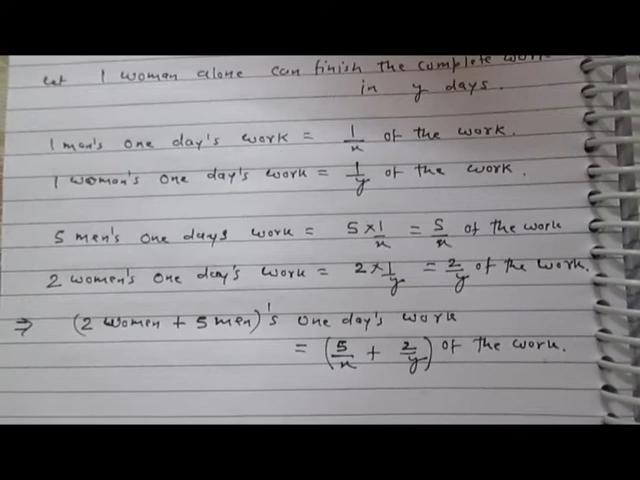 Let 1 woman alone can finish the complete work
in y days.
1 man's one day's work = 1/x of the work.
1 woman's one day's work = 1/y of the work.
5 men's one days work = 5×1/x = 5/x of the work
2 women's one day's work = 2×1/y = 2/y of the work.
⇒ (2 women + 5 men)'s one day's work
= (5/x + 2/y) of the work.